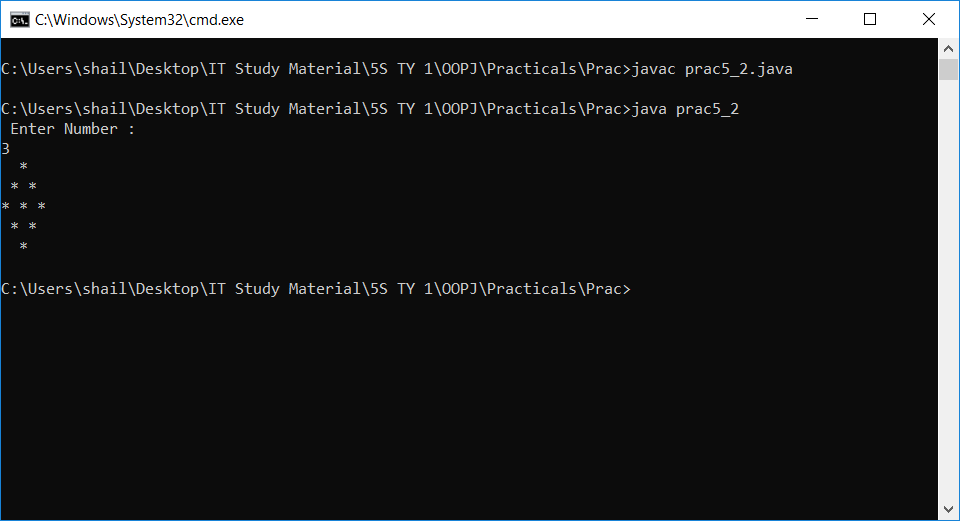 C:\Windows\System32\cmd.exe
C:\Users\shail\Desktop\IT Study Material\5S TY 1\OOPJ\Practicals\Prac>javac prac5_2.java
C:\Users\shail\Desktop\IT Study Material\5S TY 1\OOPJ\Practicals\Prac>java prac5_2
 Enter Number :
3
  *
 * *
* * *
 * *
  *
C:\Users\shail\Desktop\IT Study Material\5S TY 1\OOPJ\Practicals\Prac>